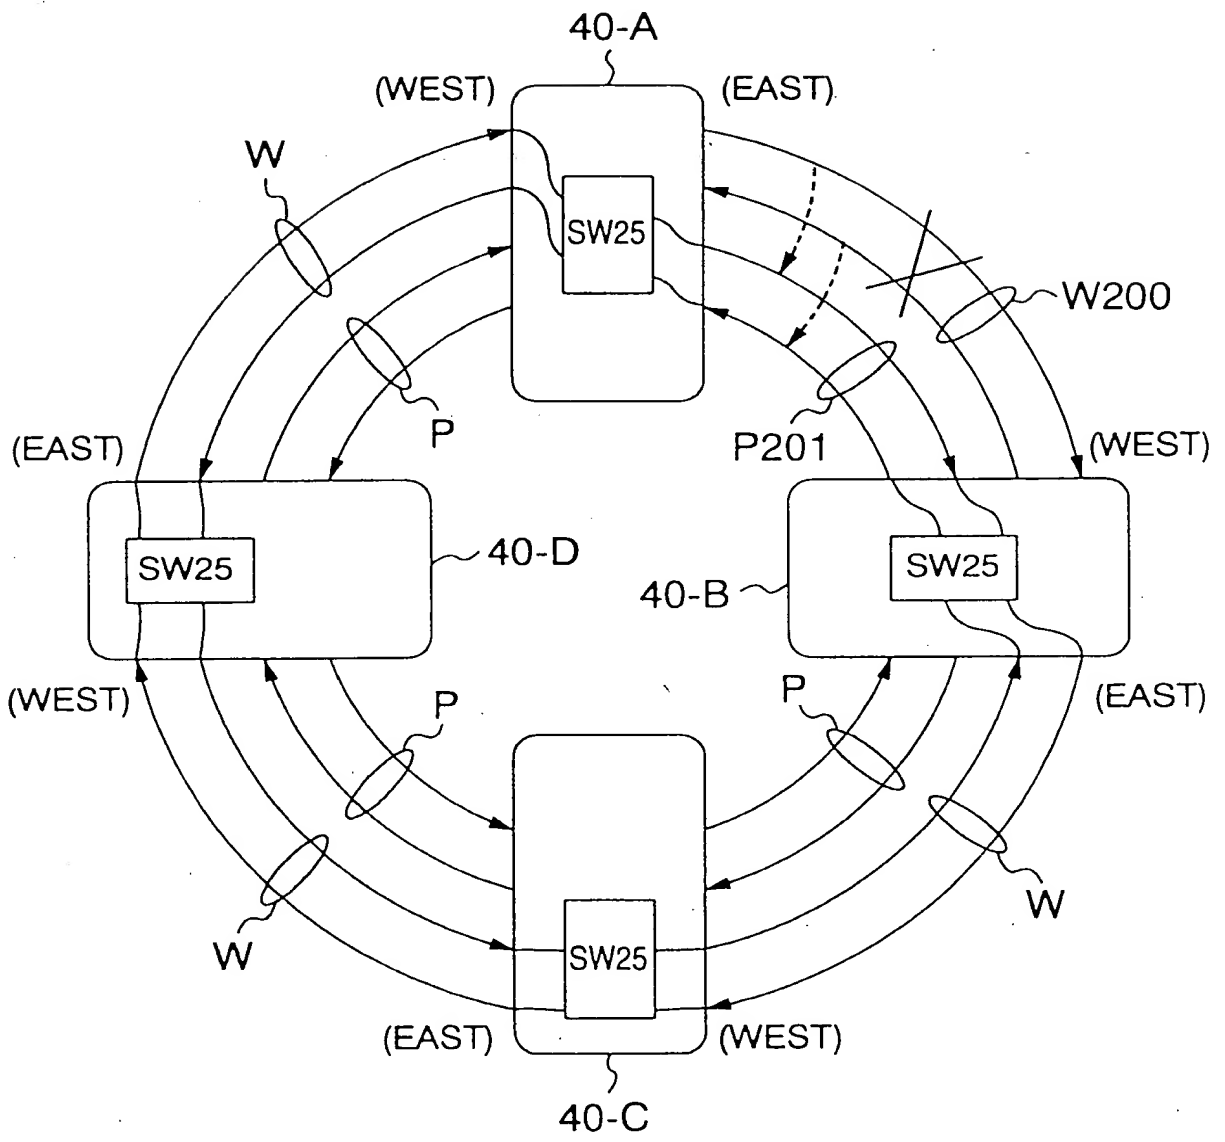 40-A
(WEST)
(EAST)
W
SW25
W200
P
P201
(EAST)
(WEST)
SW25
40-D
40-B
SW25
(WEST)
P
P
(EAST)
W
W
SW25
(EAST)
(WEST)
40-C